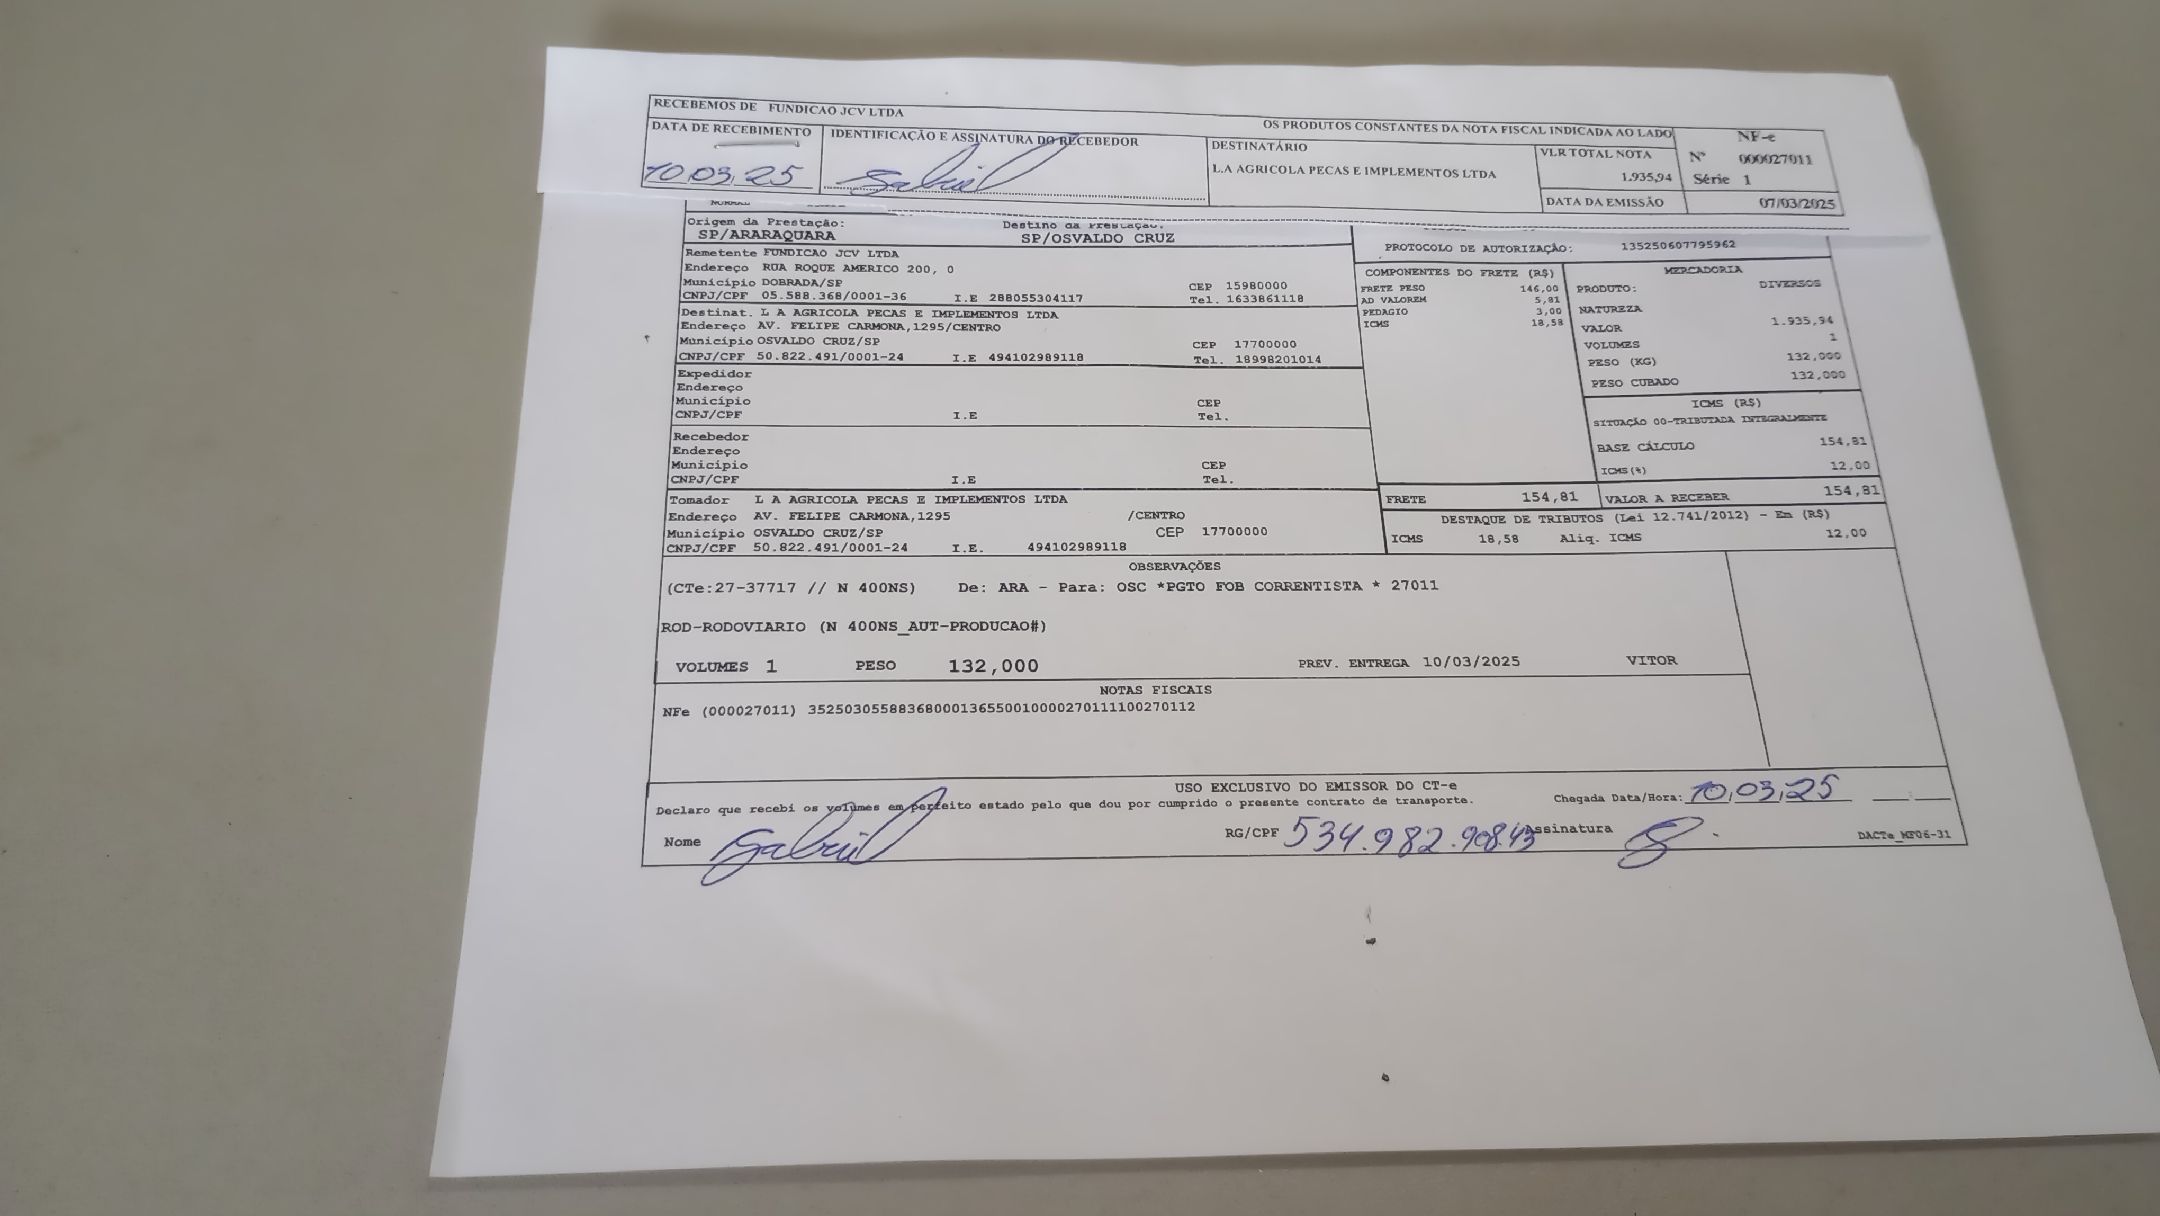 RECEBEMOS DE FUNDICAO JCV LTDA OS PRODUTOS CONSTANTES DA NOTA FISCAL INDICADA AO LADO
NF-e
Nº 000027011
Série 1
DATA DE RECEBIMENTO
10,03,25
IDENTIFICAÇÃO E ASSINATURA DO RECEBEDOR
Gabriel
DESTINATÁRIO
L.A AGRICOLA PECAS E IMPLEMENTOS LTDA
VLR TOTAL NOTA
1.935,94
DATA DA EMISSÃO 07/03/2025
NORMAL
Origem da Prestação: Destino da Prestação:
SP/ARARAQUARA SP/OSVALDO CRUZ
PROTOCOLO DE AUTORIZAÇÃO: 135250607795962
Remetente FUNDICAO JCV LTDA
Endereço RUA ROQUE AMERICO 200, 0
Município DOBRADA/SP CEP 15980000
CNPJ/CPF 05.588.368/0001-36 I.E 288055304117 Tel. 1633861118
Destinat. L A AGRICOLA PECAS E IMPLEMENTOS LTDA
Endereço AV. FELIPE CARMONA,1295/CENTRO
Município OSVALDO CRUZ/SP CEP 17700000
CNPJ/CPF 50.822.491/0001-24 I.E 494102989118 Tel. 18998201014
Expedidor
Endereço
Município CEP
CNPJ/CPF I.E Tel.
Recebedor
Endereço
Município CEP
CNPJ/CPF I.E Tel.
Tomador L A AGRICOLA PECAS E IMPLEMENTOS LTDA
Endereço AV. FELIPE CARMONA,1295 /CENTRO
Município OSVALDO CRUZ/SP CEP 17700000
CNPJ/CPF 50.822.491/0001-24 I.E. 494102989118
COMPONENTES DO FRETE (R$)
FRETE PESO 146,00
AD VALOREM 5,81
PEDAGIO 3,00
ICMS 18,58
MERCADORIA
PRODUTO: DIVERSOS
NATUREZA
VALOR 1.935,94
VOLUMES 1
PESO (KG) 132,000
PESO CUBADO 132,000
ICMS (R$)
SITUAÇÃO 00-TRIBUTADA INTEGRALMENTE
BASE CÁLCULO 154,81
ICMS(%) 12,00
FRETE 154,81 VALOR A RECEBER 154,81
DESTAQUE DE TRIBUTOS (Lei 12.741/2012) - Em (R$)
ICMS 18,58 Aliq. ICMS 12,00
OBSERVAÇÕES
(CTe:27-37717 // N 400NS) De: ARA - Para: OSC *PGTO FOB CORRENTISTA * 27011
ROD-RODOVIARIO (N 400NS_AUT-PRODUCAO#)
VOLUMES 1 PESO 132,000 PREV. ENTREGA 10/03/2025 VITOR
NOTAS FISCAIS
NFe (000027011) 35250305588368000136550010000270111100270112
USO EXCLUSIVO DO EMISSOR DO CT-e
Declaro que recebi os volumes em perfeito estado pelo que dou por cumprido o presente contrato de transporte. Chegada Data/Hora: 10,03,25
Nome Gabriel RG/CPF 534.982.908.43 Assinatura DACTe_MF06-31